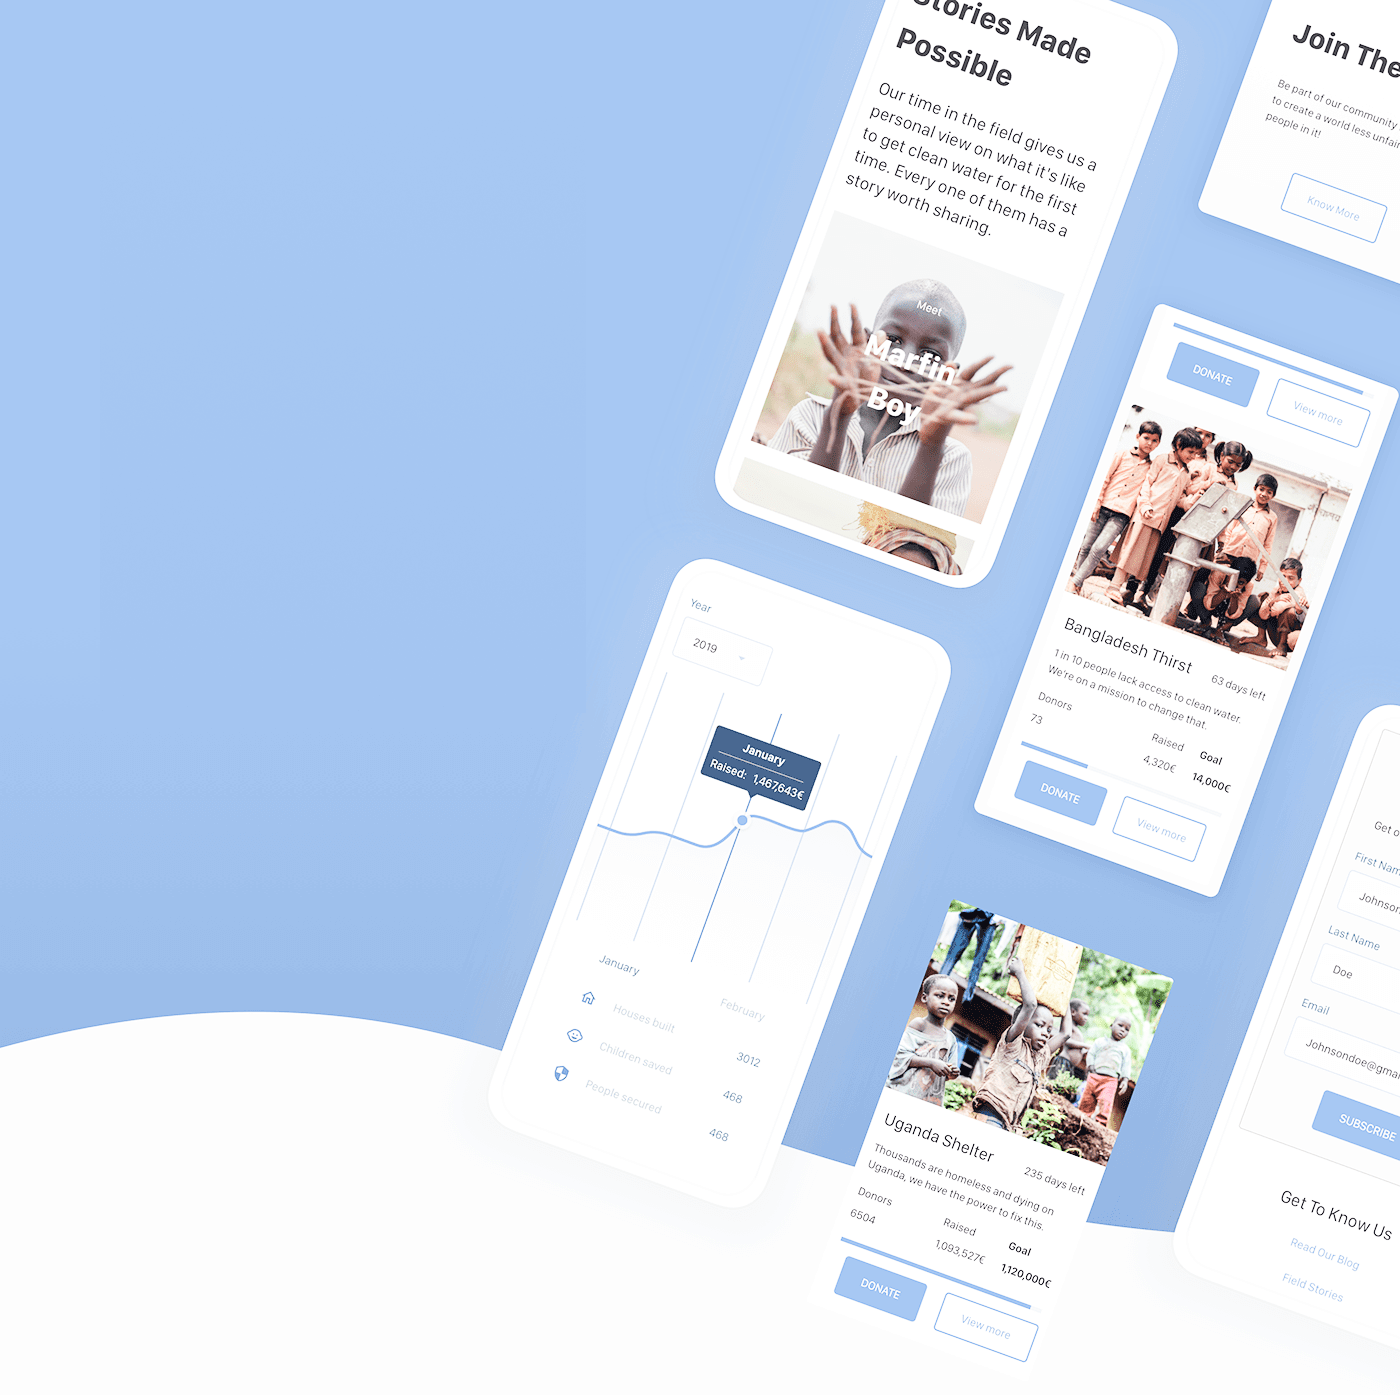 Stories Made
Possible
Our time in the field gives us a
personal view on what it's like
to get clean water for the first
time. Every one of them has a
story worth sharing.
Meet
Marfin
Boy
Join The
Be part of our community
to create a world less unfair
people in it!
Know More
DONATE
View more
Bangladesh Thirst
63 days left
1 in 10 people lack access to clean water.
We're on a mission to change that.
Donors
73
Raised
4,320€
Goal
14,000€
DONATE
View more
Year
2019
January
Raised: 1,467,643€
January
February
Houses built
3012
Children saved
468
People secured
468
Uganda Shelter
235 days left
Thousands are homeless and dying on
Uganda, we have the power to fix this.
Donors
6504
Raised
1,093,527€
Goal
1,120,000€
DONATE
View more
Get o
First Nam
Johnson
Last Name
Doe
Email
Johnsondoe@gmai
SUBSCRIBE
Get To Know Us
Read Our Blog
Field Stories